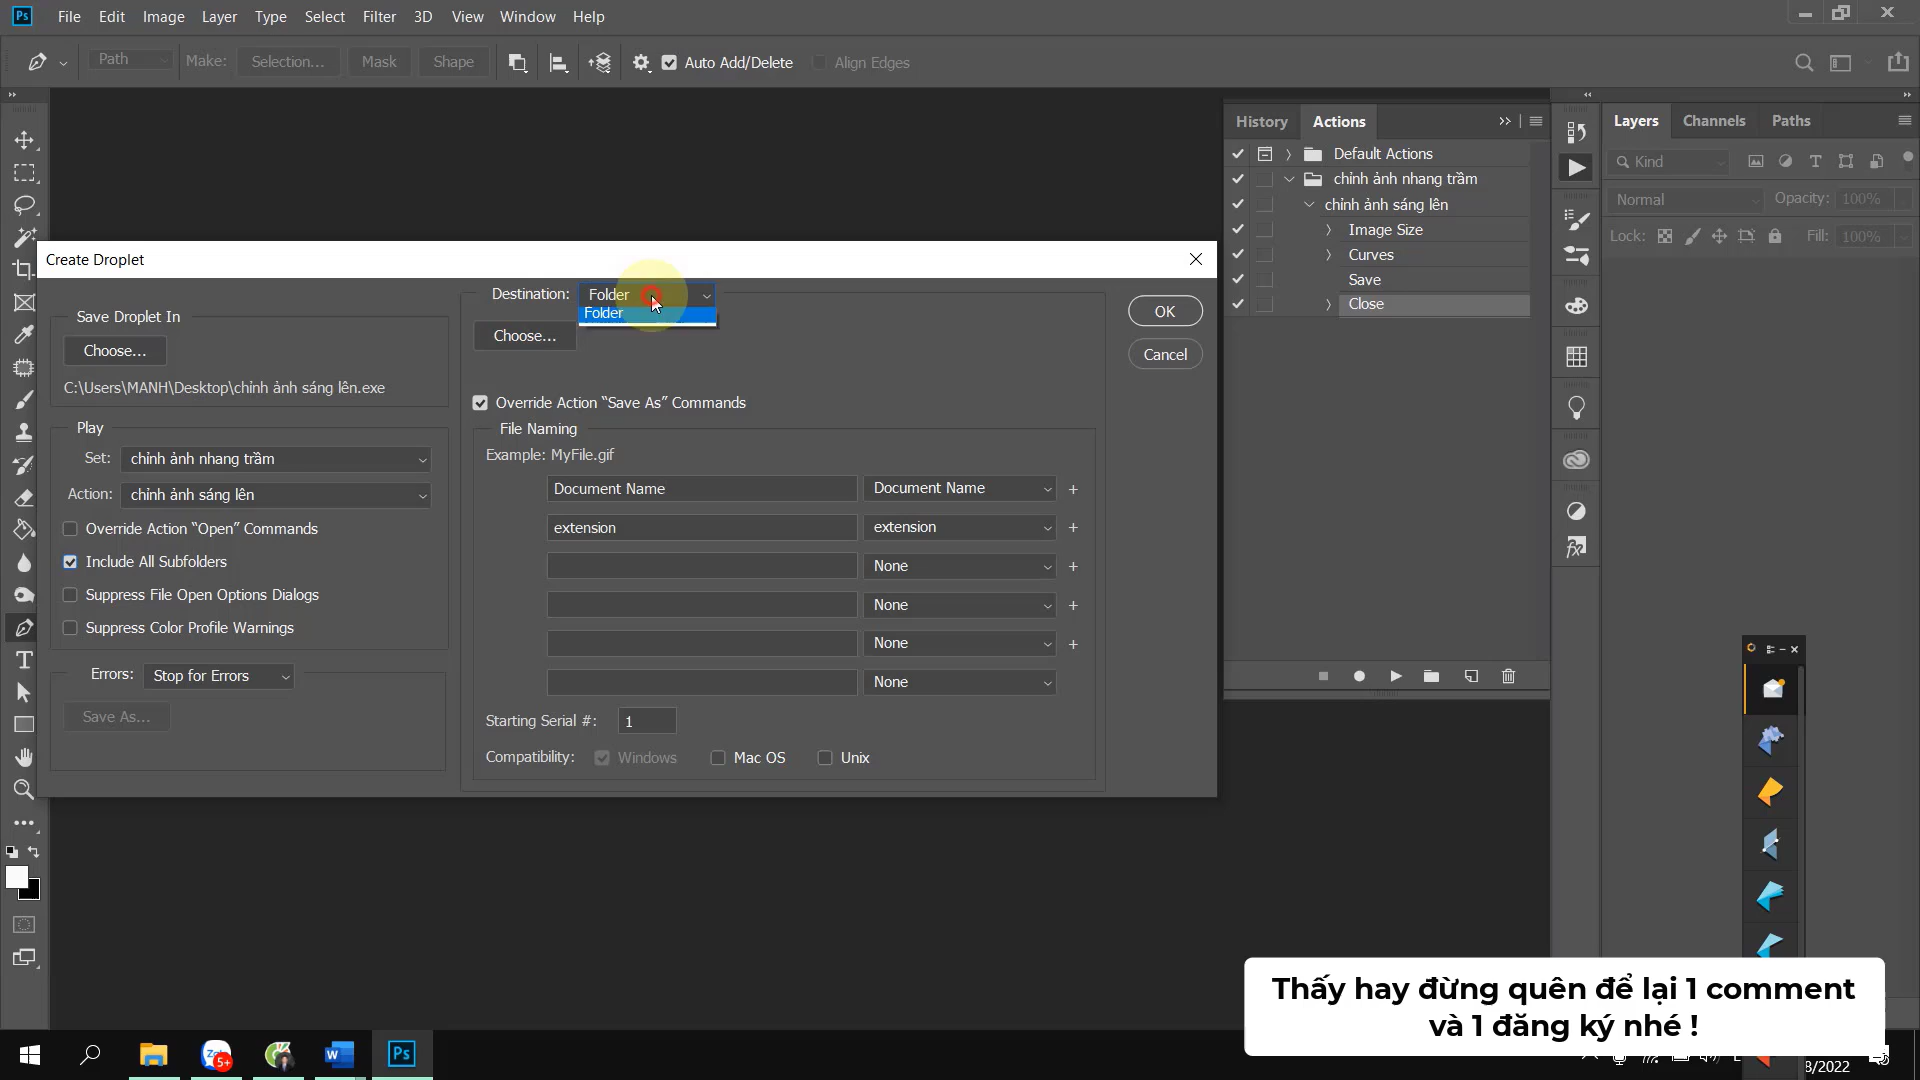 Ps File Edit Image Layer Type Select Filter 3D View Window Help
Path Make: Selection... Mask Shape Auto Add/Delete Align Edges
History Actions
Default Actions
chỉnh ảnh nhang trầm
chỉnh ảnh sáng lên
Image Size
Curves
Save
Close
Layers Channels Paths
Kind
Normal Opacity: 100%
Lock: Fill: 100%
Create Droplet
Save Droplet In
Choose...
C:\Users\MANH\Desktop\chỉnh ảnh sáng lên.exe
Play
Set: chỉnh ảnh nhang trầm
Action: chỉnh ảnh sáng lên
Override Action “Open” Commands
Include All Subfolders
Suppress File Open Options Dialogs
Suppress Color Profile Warnings
Errors: Stop for Errors
Save As...
Destination: Folder
Folder
Choose...
Override Action “Save As” Commands
File Naming
Example: MyFile.gif
Document Name Document Name +
extension extension +
None +
None +
None +
None
Starting Serial #: 1
Compatibility: Windows Mac OS Unix
OK
Cancel
Thấy hay đừng quên để lại 1 comment
và 1 đăng ký nhé !
5+
Ps
8/2022